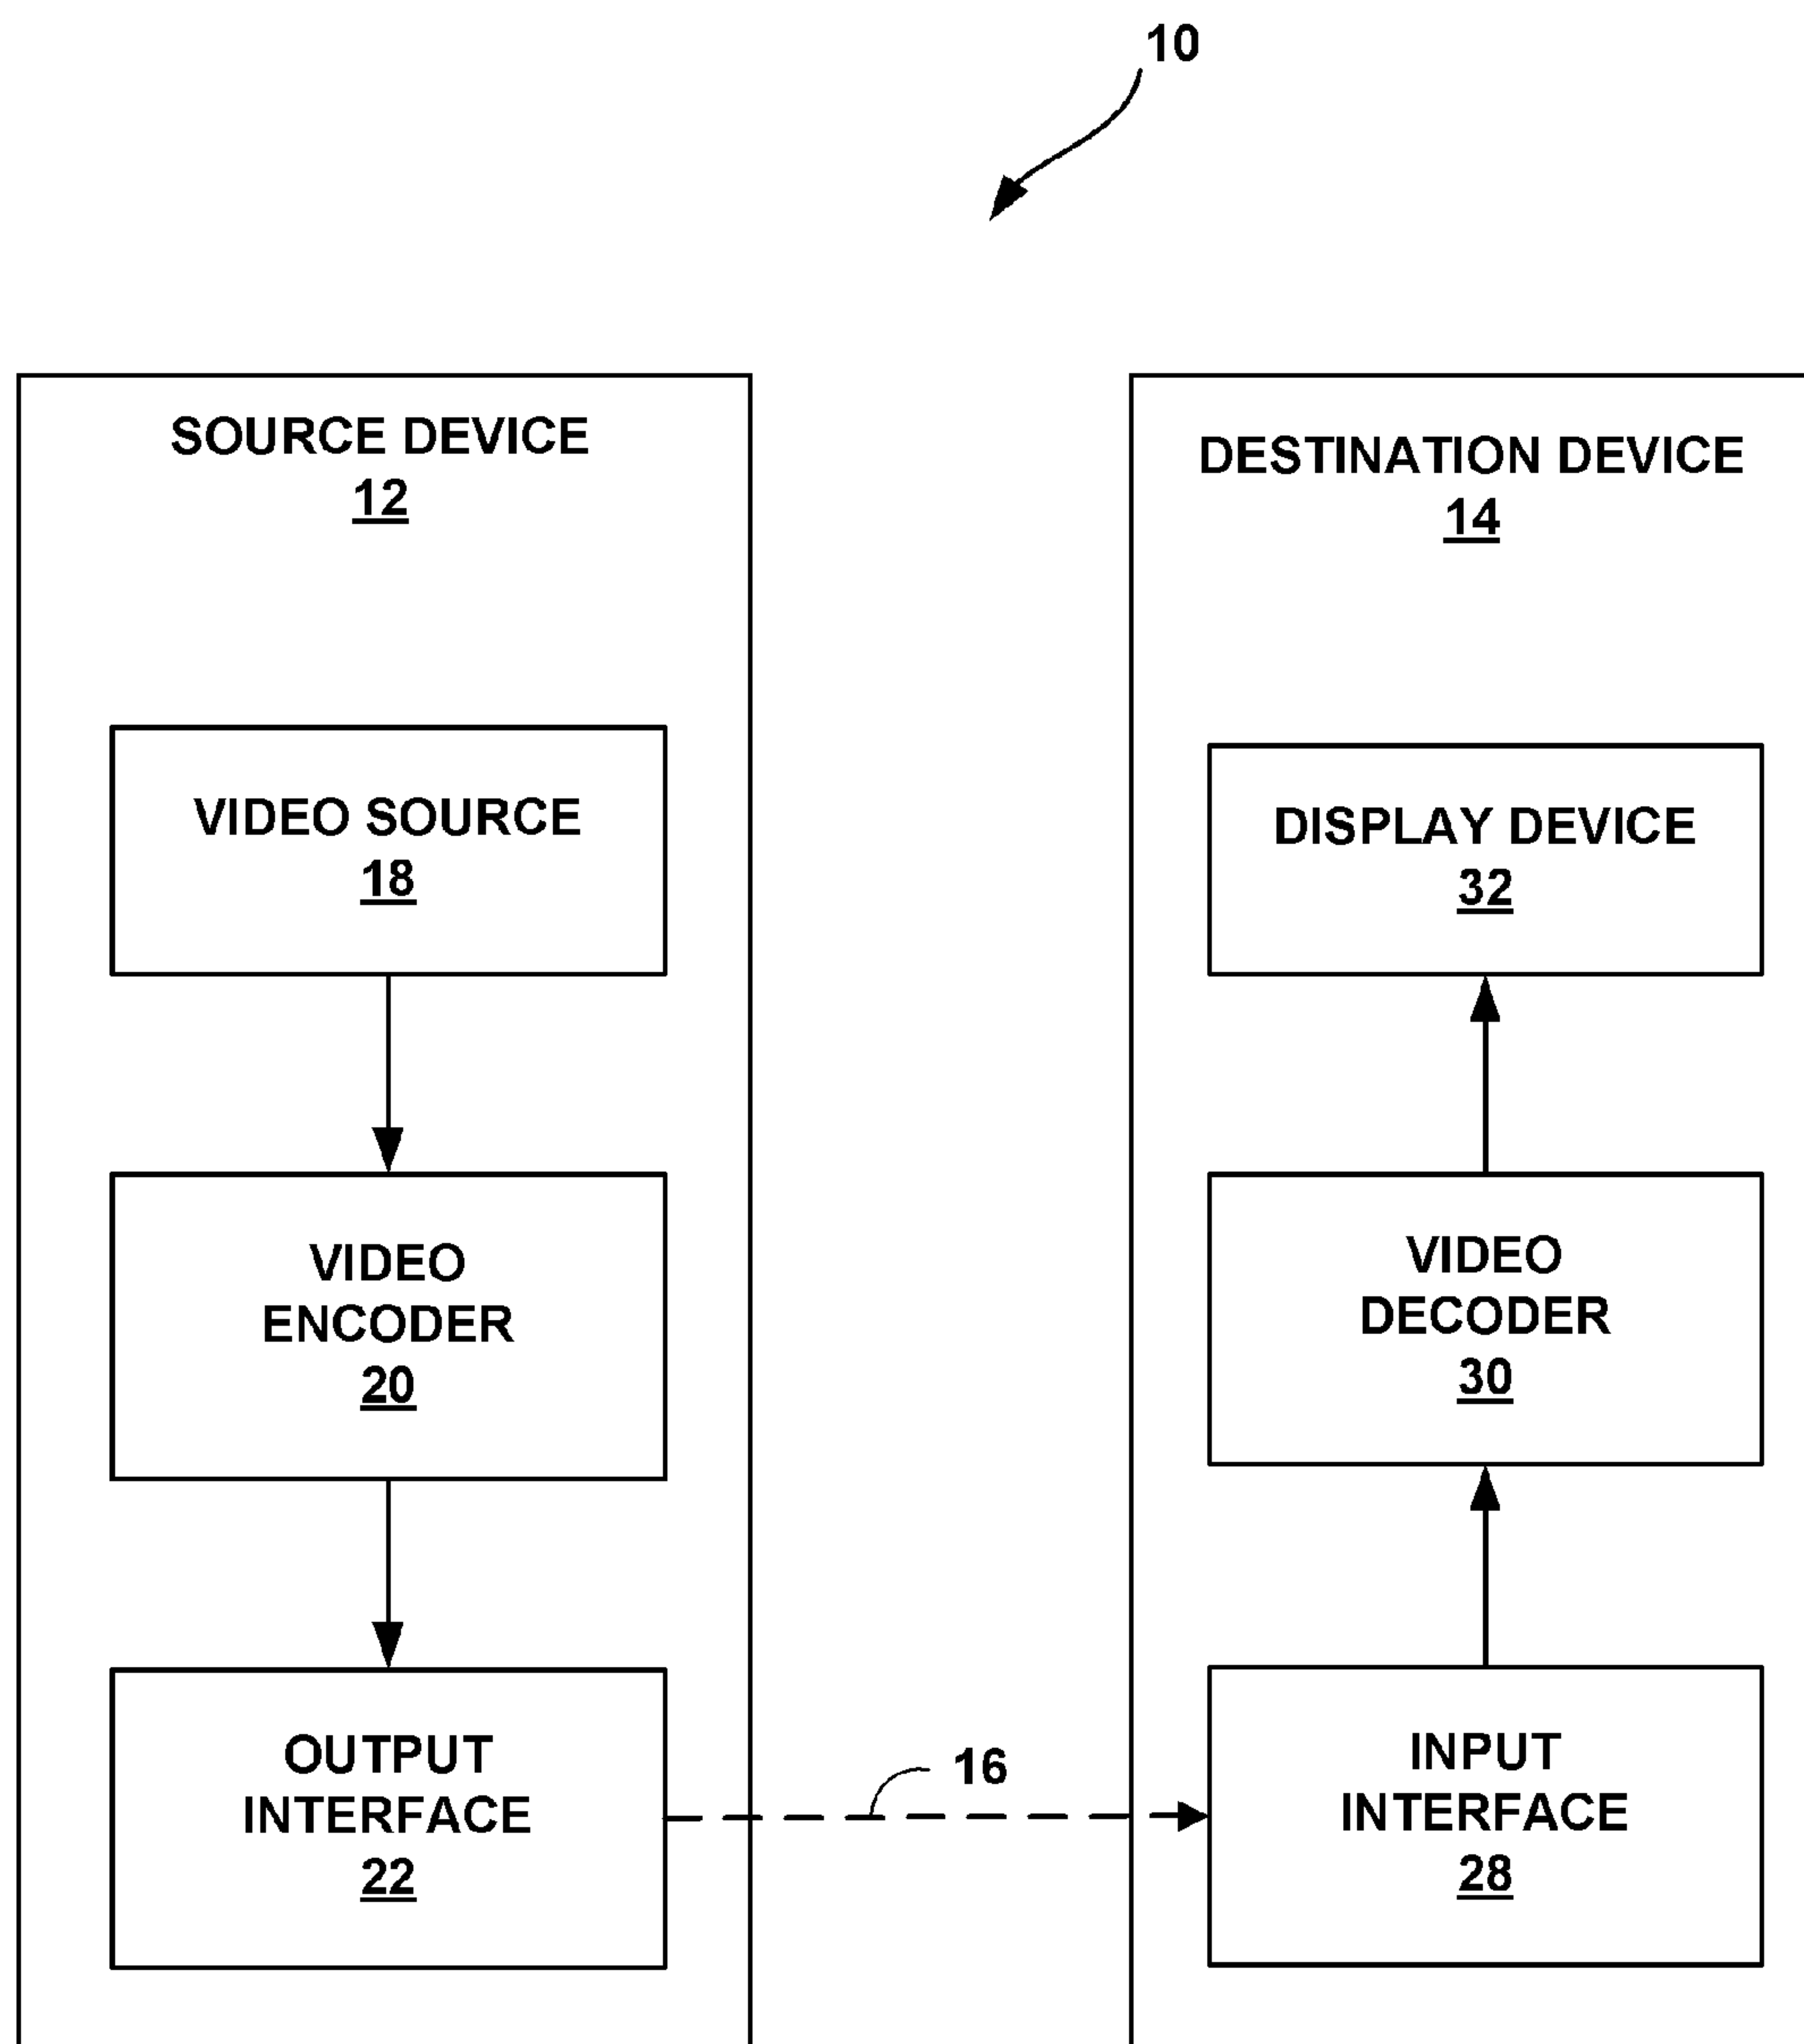 10
SOURCE DEVICE
12
VIDEO SOURCE
18
VIDEO
ENCODER
20
OUTPUT
INTERFACE
22
16
DESTINATION DEVICE
14
DISPLAY DEVICE
32
VIDEO
DECODER
30
INPUT
INTERFACE
28